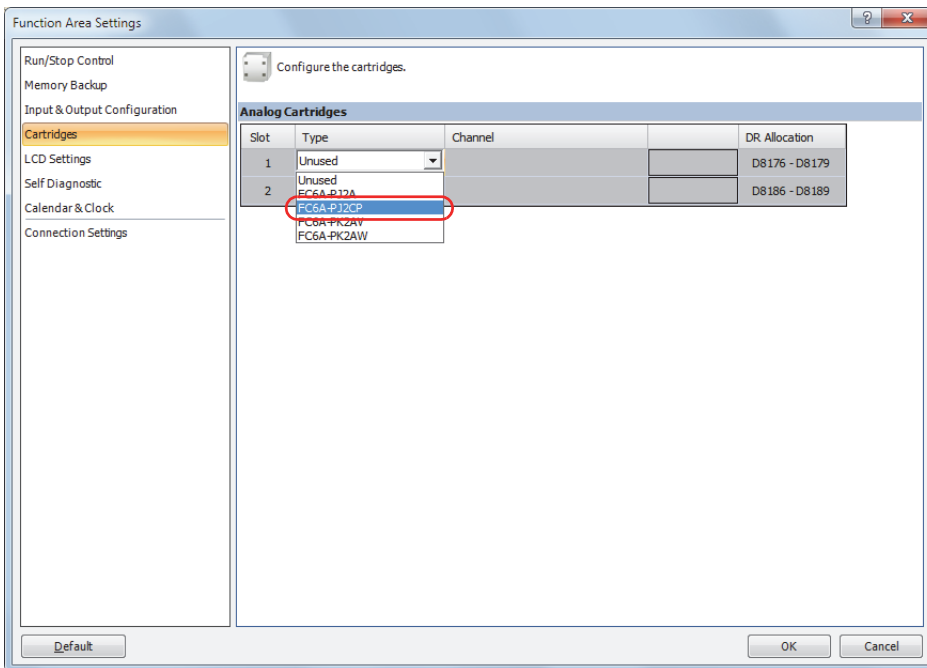 Function Area Settings
Run/Stop Control
Memory Backup
Input & Output Configuration
Cartridges
LCD Settings
Self Diagnostic
Calendar & Clock
Connection Settings
Configure the cartridges.
Analog Cartridges
Slot Type Channel DR Allocation
1 Unused D8176 - D8179
2 D8186 - D8189
Unused
FC6A-PJ2A
FC6A-PJ2CP
FC6A-PK2AV
FC6A-PK2AW
Default OK Cancel